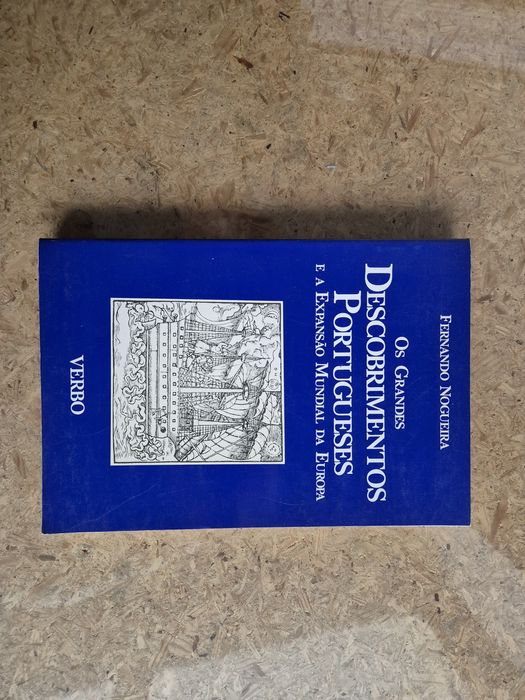 FERNANDO NOGUEIRA
OS GRANDES
DESCOBRIMENTOS
PORTUGUESES
E A EXPANSÃO MUNDIAL DA EUROPA
VERBO